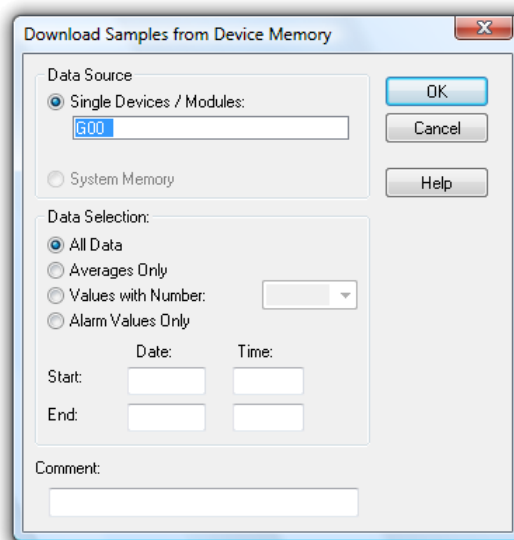 Download Samples from Device Memory
Data Source
Single Devices / Modules:
G00
System Memory
OK
Cancel
Help
Data Selection:
All Data
Averages Only
Values with Number:
Alarm Values Only
Date: Time:
Start:
End:
Comment: